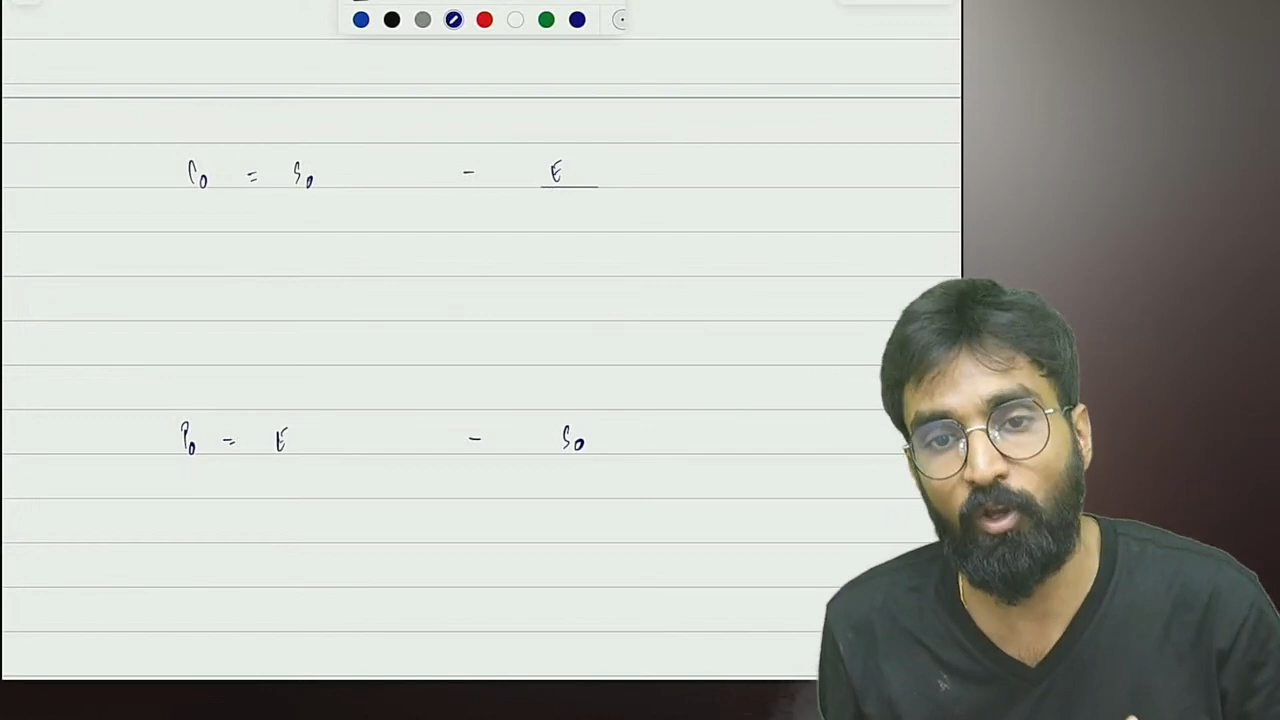 C₀ = S₀ - E
P₀ = E - S₀